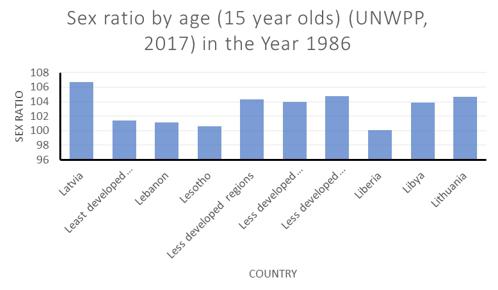 Sex ratio by age (15 year olds) (UNWPP,
2017) in the Year 1986
108
106
104
102
100
98
96
SEX RATIO
Latvia
Least developed…
Lebanon
Lesotho
Less developed regions
Less developed…
Less developed…
Liberia
Libya
Lithuania
COUNTRY